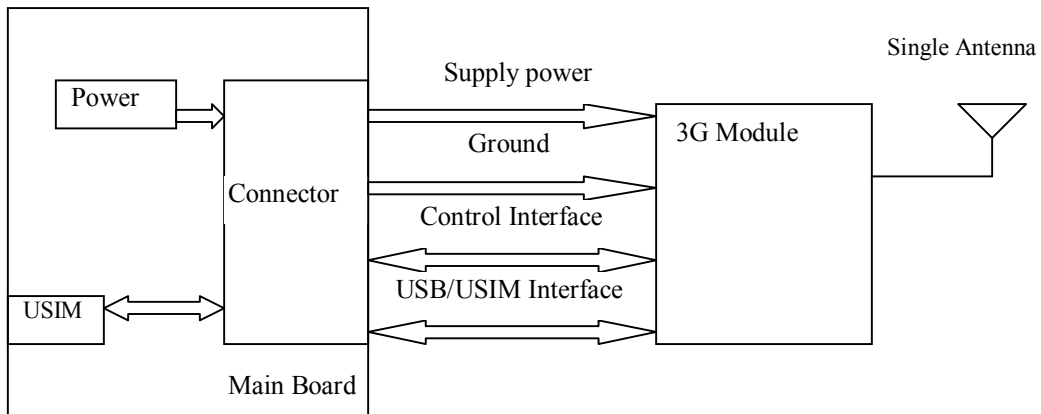 Single Antenna
Supply power
Power
Ground
3G Module
Connector
Control Interface
USB/USIM Interface
USIM
Main Board